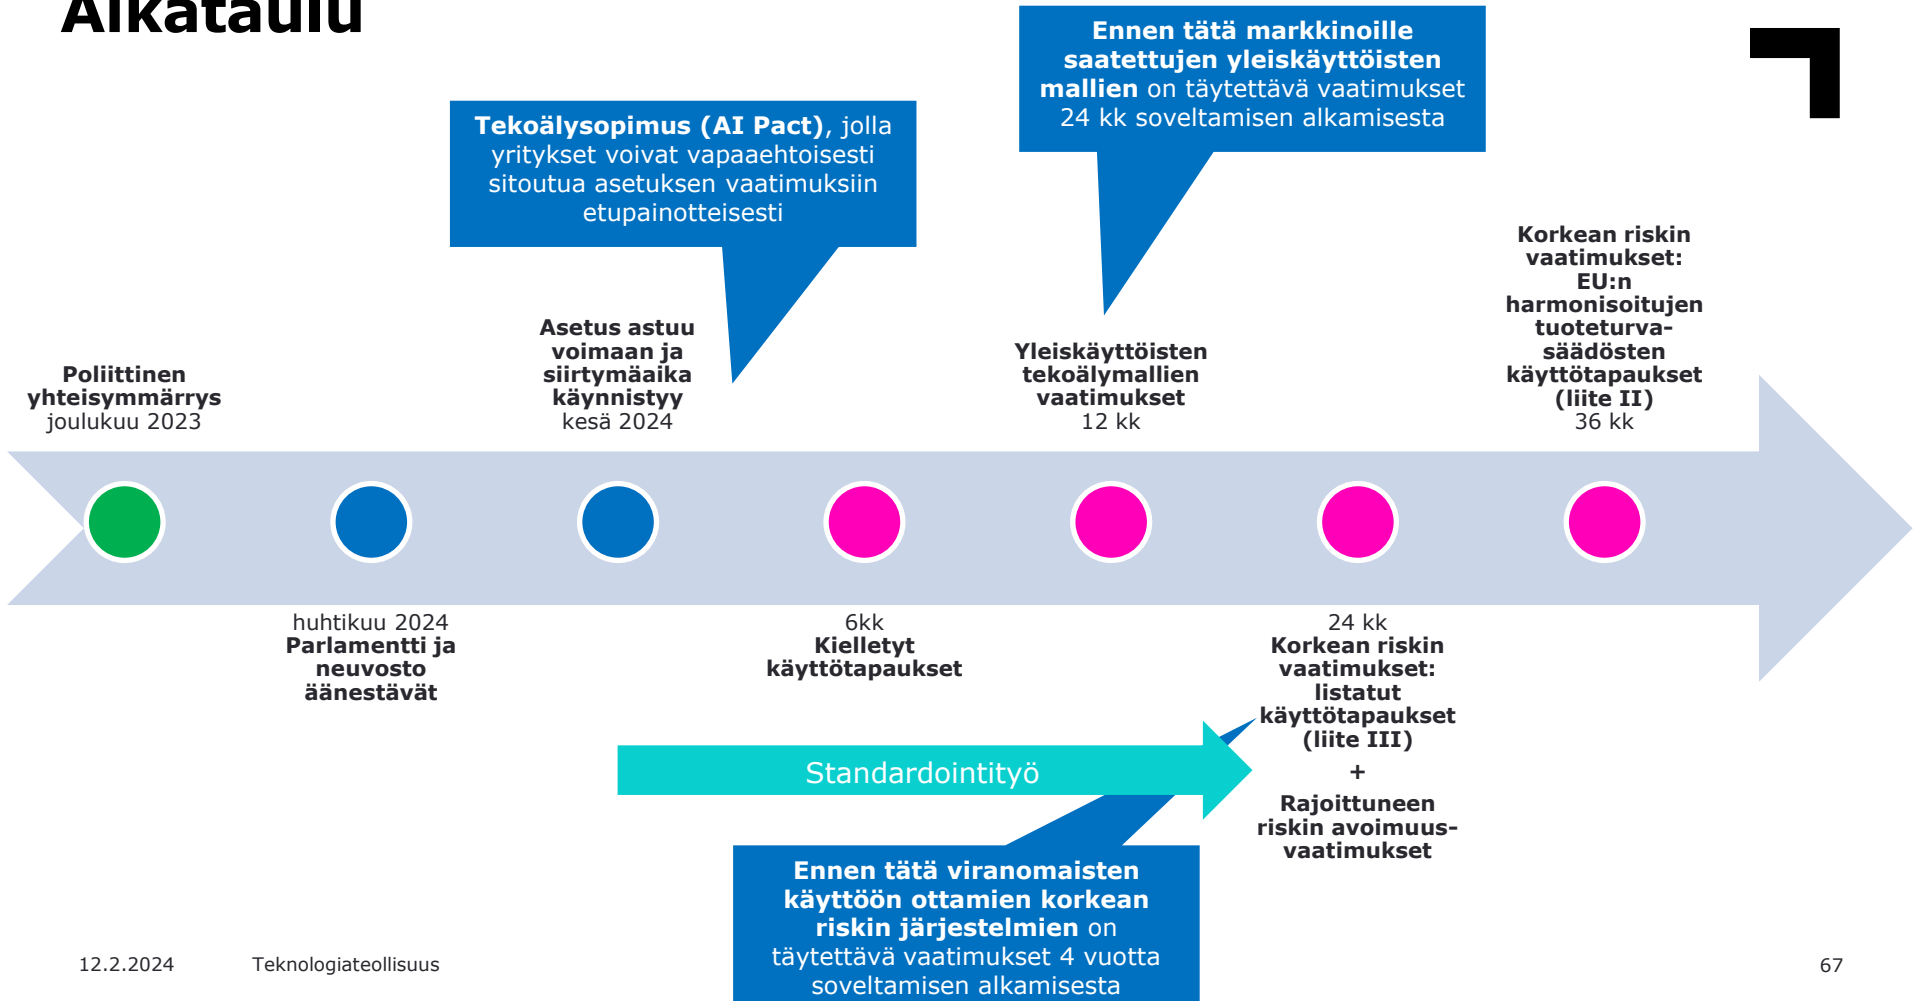 Aikataulu
Ennen tätä markkinoille
saatettujen yleiskäyttöisten
mallien on täytettävä vaatimukset
24 kk soveltamisen alkamisesta
Tekoälysopimus (AI Pact), jolla
yritykset voivat vapaaehtoisesti
sitoutua asetuksen vaatimuksiin
etupainotteisesti
Poliittinen
yhteisymmärrys
joulukuu 2023
Asetus astuu
voimaan ja
siirtymäaika
käynnistyy
kesä 2024
Yleiskäyttöisten
tekoälymallien
vaatimukset
12 kk
Korkean riskin
vaatimukset:
EU:n
harmonisoitujen
tuoteturva-
säädösten
käyttötapaukset
(liite II)
36 kk
huhtikuu 2024
Parlamentti ja
neuvosto
äänestävät
6kk
Kielletyt
käyttötapaukset
24 kk
Korkean riskin
vaatimukset:
listatut
käyttötapaukset
(liite III)
+
Rajoittuneen
riskin avoimuus-
vaatimukset
Standardointityö
Ennen tätä viranomaisten
käyttöön ottamien korkean
riskin järjestelmien on
täytettävä vaatimukset 4 vuotta
soveltamisen alkamisesta
12.2.2024
Teknologiateollisuus
67